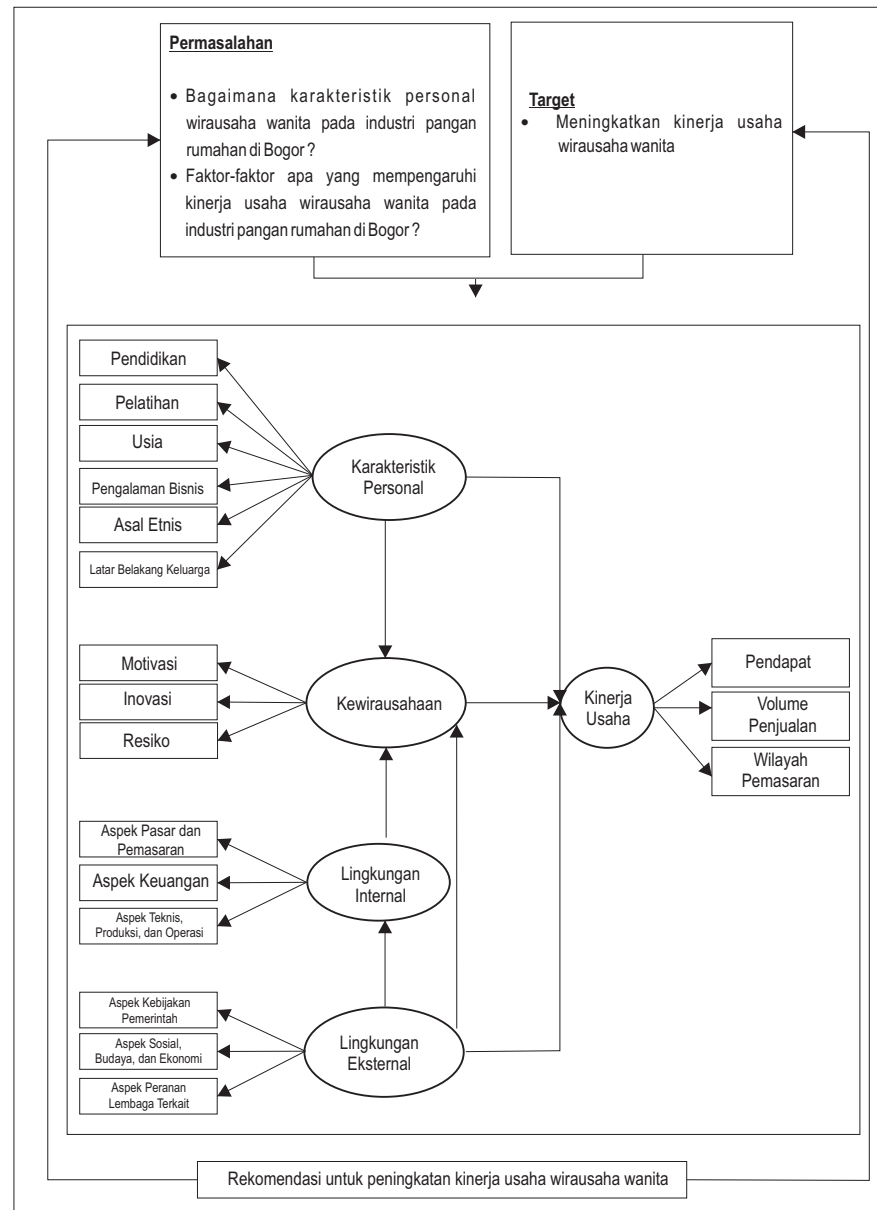 Permasalahan
• Bagaimana karakteristik personal
wirausaha wanita pada industri pangan
rumahan di Bogor ?
• Faktor-faktor apa yang mempengaruhi
kinerja usaha wirausaha wanita pada
industri pangan rumahan di Bogor ?
Target
• Meningkatkan kinerja usaha
wirausaha wanita
Pendidikan
Pelatihan
Usia
Pengalaman Bisnis
Asal Etnis
Latar Belakang Keluarga
Karakteristik
Personal
Motivasi
Inovasi
Resiko
Kewirausahaan
Kinerja
Usaha
Pendapat
Volume
Penjualan
Wilayah
Pemasaran
Aspek Pasar dan
Pemasaran
Aspek Keuangan
Aspek Teknis,
Produksi, dan Operasi
Lingkungan
Internal
Aspek Kebijakan
Pemerintah
Aspek Sosial,
Budaya, dan Ekonomi
Aspek Peranan
Lembaga Terkait
Lingkungan
Eksternal
Rekomendasi untuk peningkatan kinerja usaha wirausaha wanita